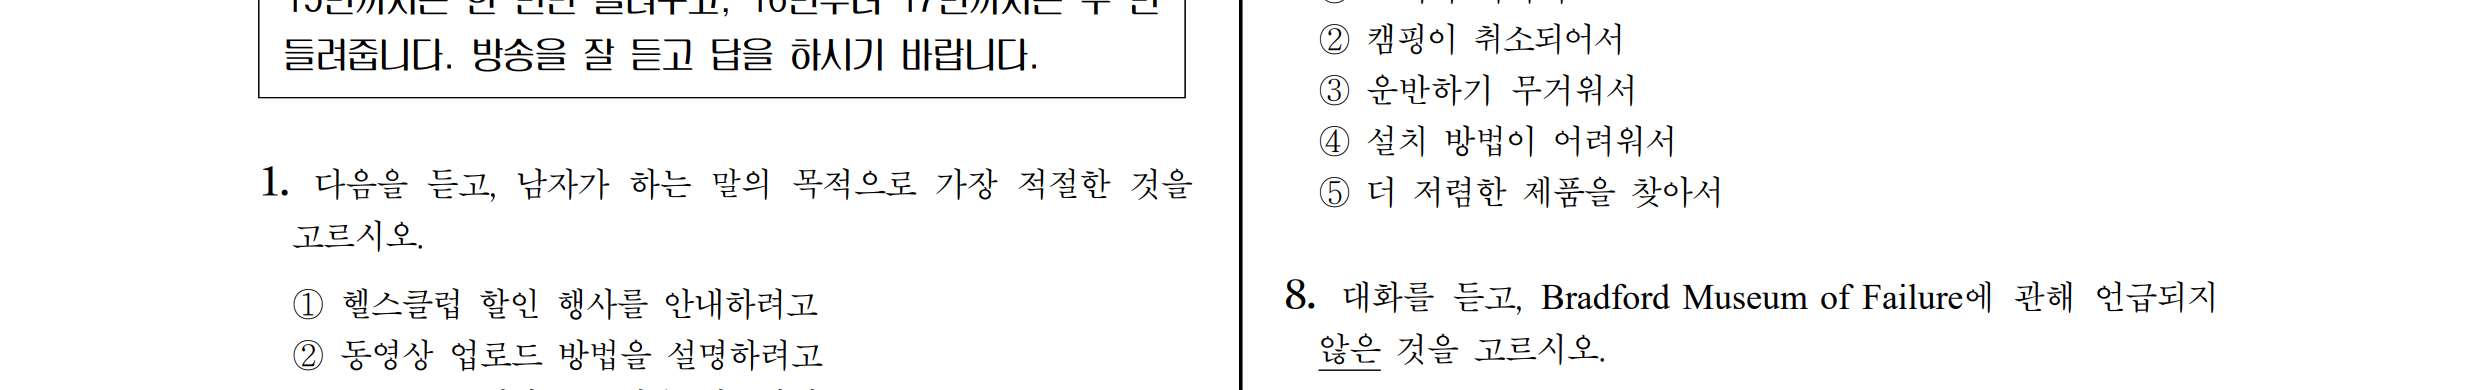 들려줍니다. 방송을 잘 듣고 답을 하시기 바랍니다.
1. 다음을 듣고, 남자가 하는 말의 목적으로 가장 적절한 것을
고르시오.
① 헬스클럽 할인 행사를 안내하려고
② 동영상 업로드 방법을 설명하려고
② 캠핑이 취소되어서
③ 운반하기 무거워서
④ 설치 방법이 어려워서
⑤ 더 저렴한 제품을 찾아서
8. 대화를 듣고, Bradford Museum of Failure에 관해 언급되지
않은 것을 고르시오.